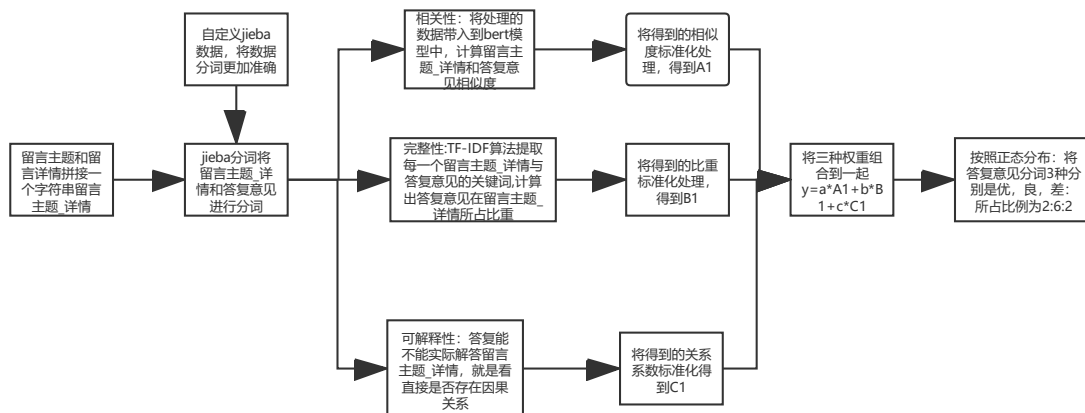 自定义jieba
数据，将数据
分词更加准确
留言主题和留
言详情拼接一
个字符串留言
主题_详情
jieba分词将
留言主题_详
情和答复意见
进行分词
相关性：将处理的
数据带入到bert模
型中，计算留言主
题_详情和答复意
见相似度
将得到的相似
度标准化处
理，得到A1
完整性:TF-IDF算法提取
每一个留言主题_详情与
答复意见的关键词,计算
出答复意见在留言主题_
详情所占比重
将得到的比重
标准化处理，
得到B1
可解释性：答复能
不能实际解答留言
主题_详情，就是看
直接是否存在因果
关系
将得到的关系
系数标准化得
到C1
将三种权重组
合到一起
y=a*A1+b*B
1+c*C1
按照正态分布：将
答复意见分词3种分
别是优，良，差：
所占比例为2:6:2